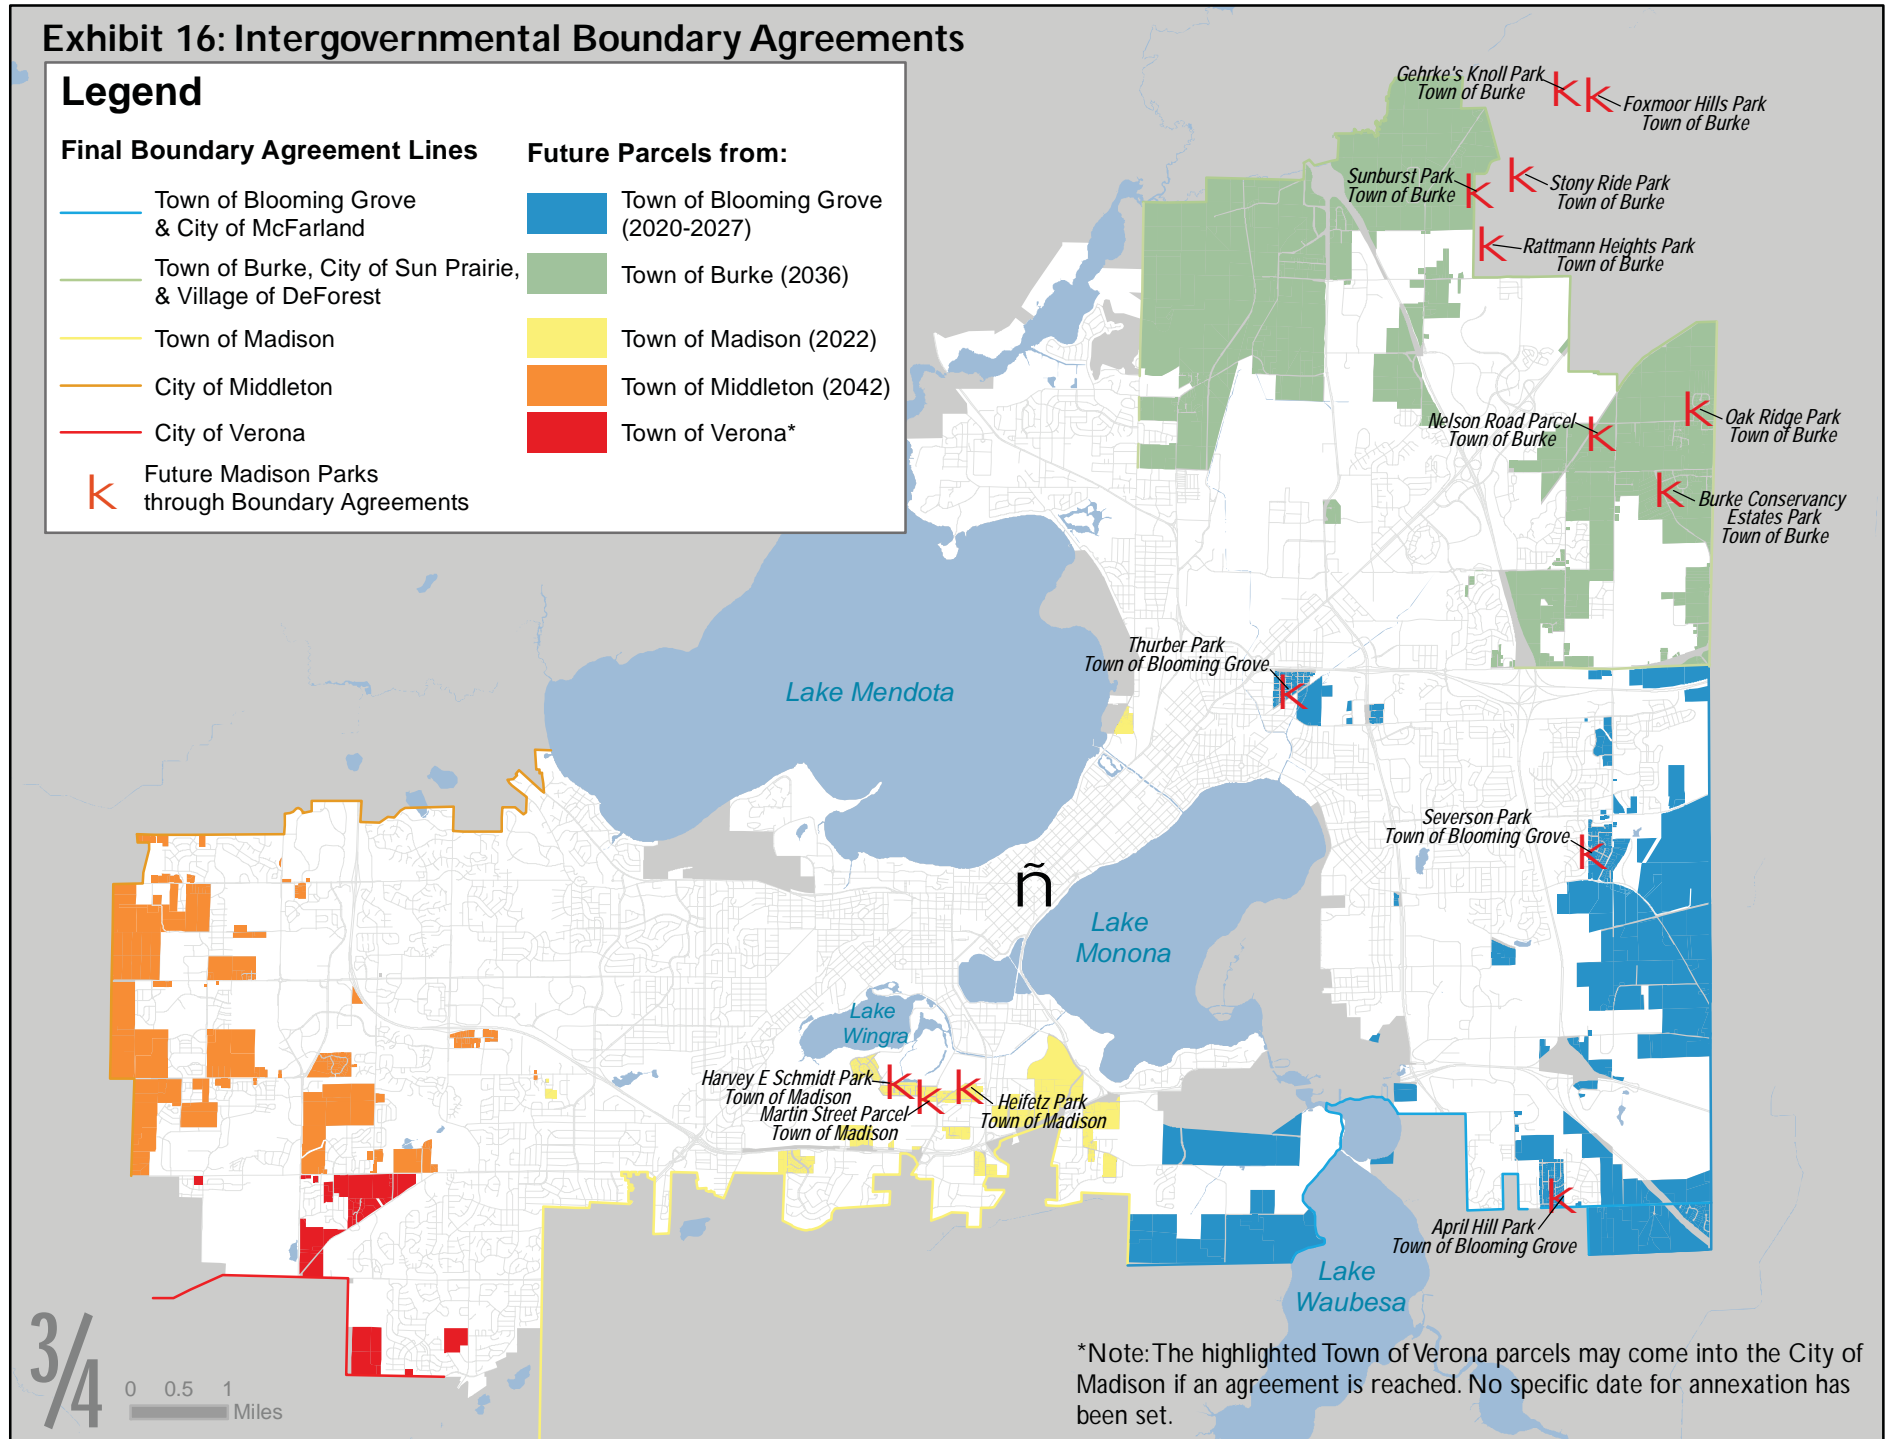 Exhibit 16: Intergovernmental Boundary Agreements
Legend
Final Boundary Agreement Lines
Town of Blooming Grove
& City of McFarland
Town of Burke, City of Sun Prairie,
& Village of DeForest
Town of Madison
City of Middleton
City of Verona
k
Future Madison Parks
through Boundary Agreements
Future Parcels from:
Town of Blooming Grove
(2020-2027)
Town of Burke (2036)
Town of Madison (2022)
Town of Middleton (2042)
Town of Verona*
Gehrke's Knoll Park
Town of Burke
k
k
Foxmoor Hills Park
Town of Burke
Sunburst Park
Town of Burke
k
k
Stony Ride Park
Town of Burke
k
Rattmann Heights Park
Town of Burke
Nelson Road Parcel
Town of Burke
k
k
Oak Ridge Park
Town of Burke
k
Burke Conservancy
Estates Park
Town of Burke
Thurber Park
Town of Blooming Grove
k
Lake Mendota
Severson Park
Town of Blooming Grove
k
ñ
Lake
Monona
Lake
Wingra
Harvey E Schmidt Park
Town of Madison
k
Martin Street Parcel
Town of Madison
k
k
Heifetz Park
Town of Madison
k
April Hill Park
Town of Blooming Grove
Lake
Waubesa
3/4
0 0.5 1
Miles
*Note: The highlighted Town of Verona parcels may come into the City of
Madison if an agreement is reached. No specific date for annexation has
been set.